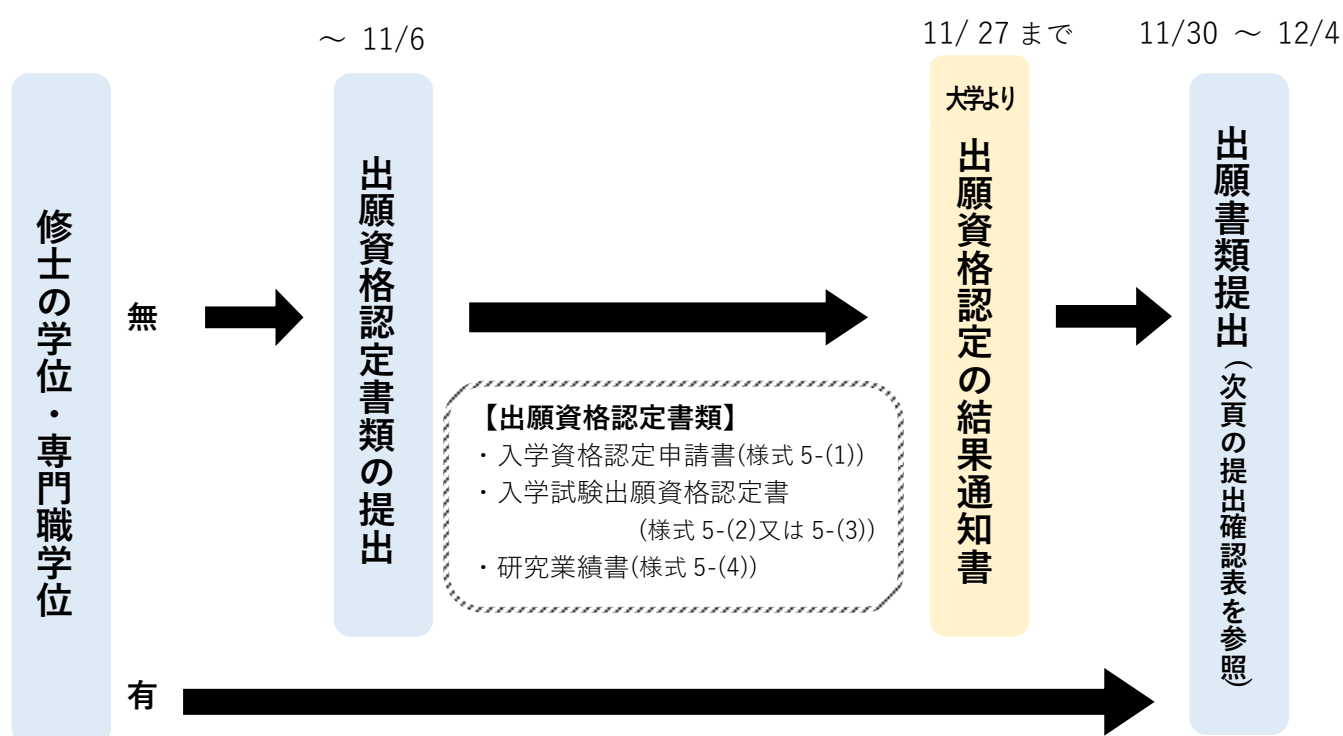 ～ 11/6
11/ 27 まで
11/30 ～ 12/4
修士の学位・専門職学位
無
有
出願資格認定書類の提出
【出願資格認定書類】
・入学資格認定申請書(様式 5-(1))
・入学試験出願資格認定書
(様式 5-(2)又は 5-(3))
・研究業績書(様式 5-(4))
大学より
出願資格認定の結果通知書
出願書類提出（次頁の提出確認表を参照）